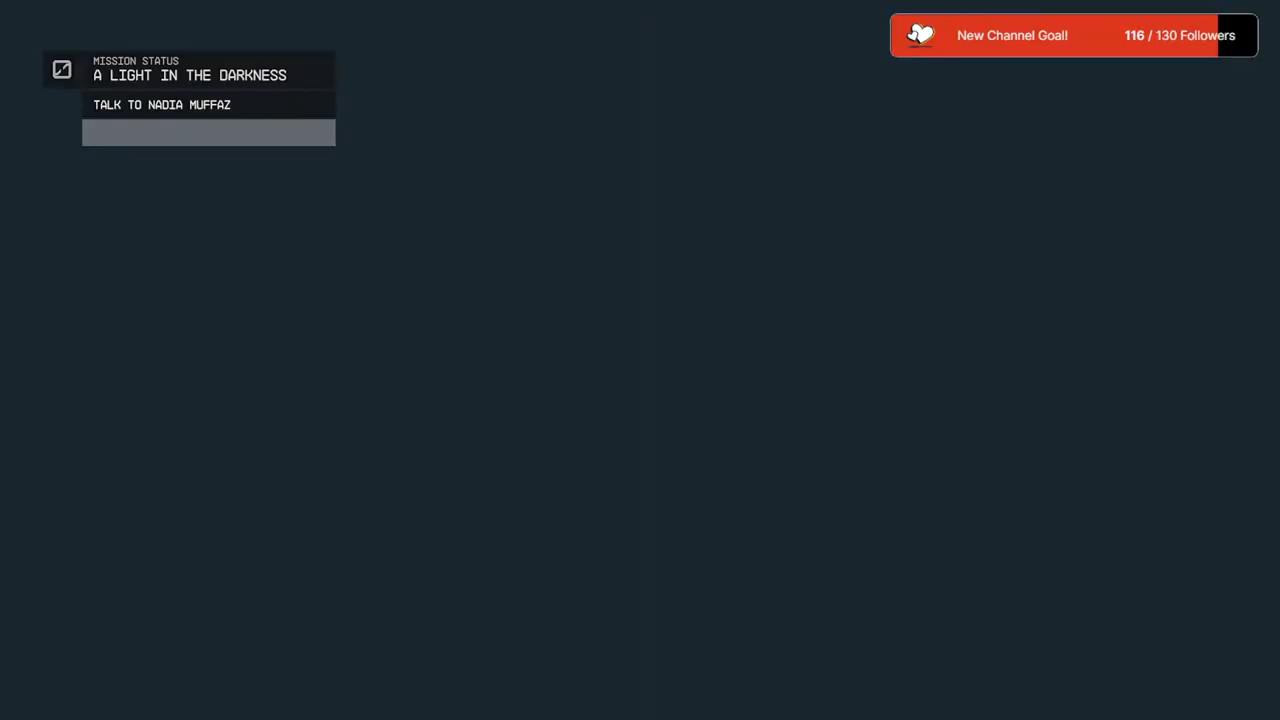 MISSION STATUS
A LIGHT IN THE DARKNESS
TALK TO NADIA MUFFAZ
New Channel Goal! 116 / 130 Followers